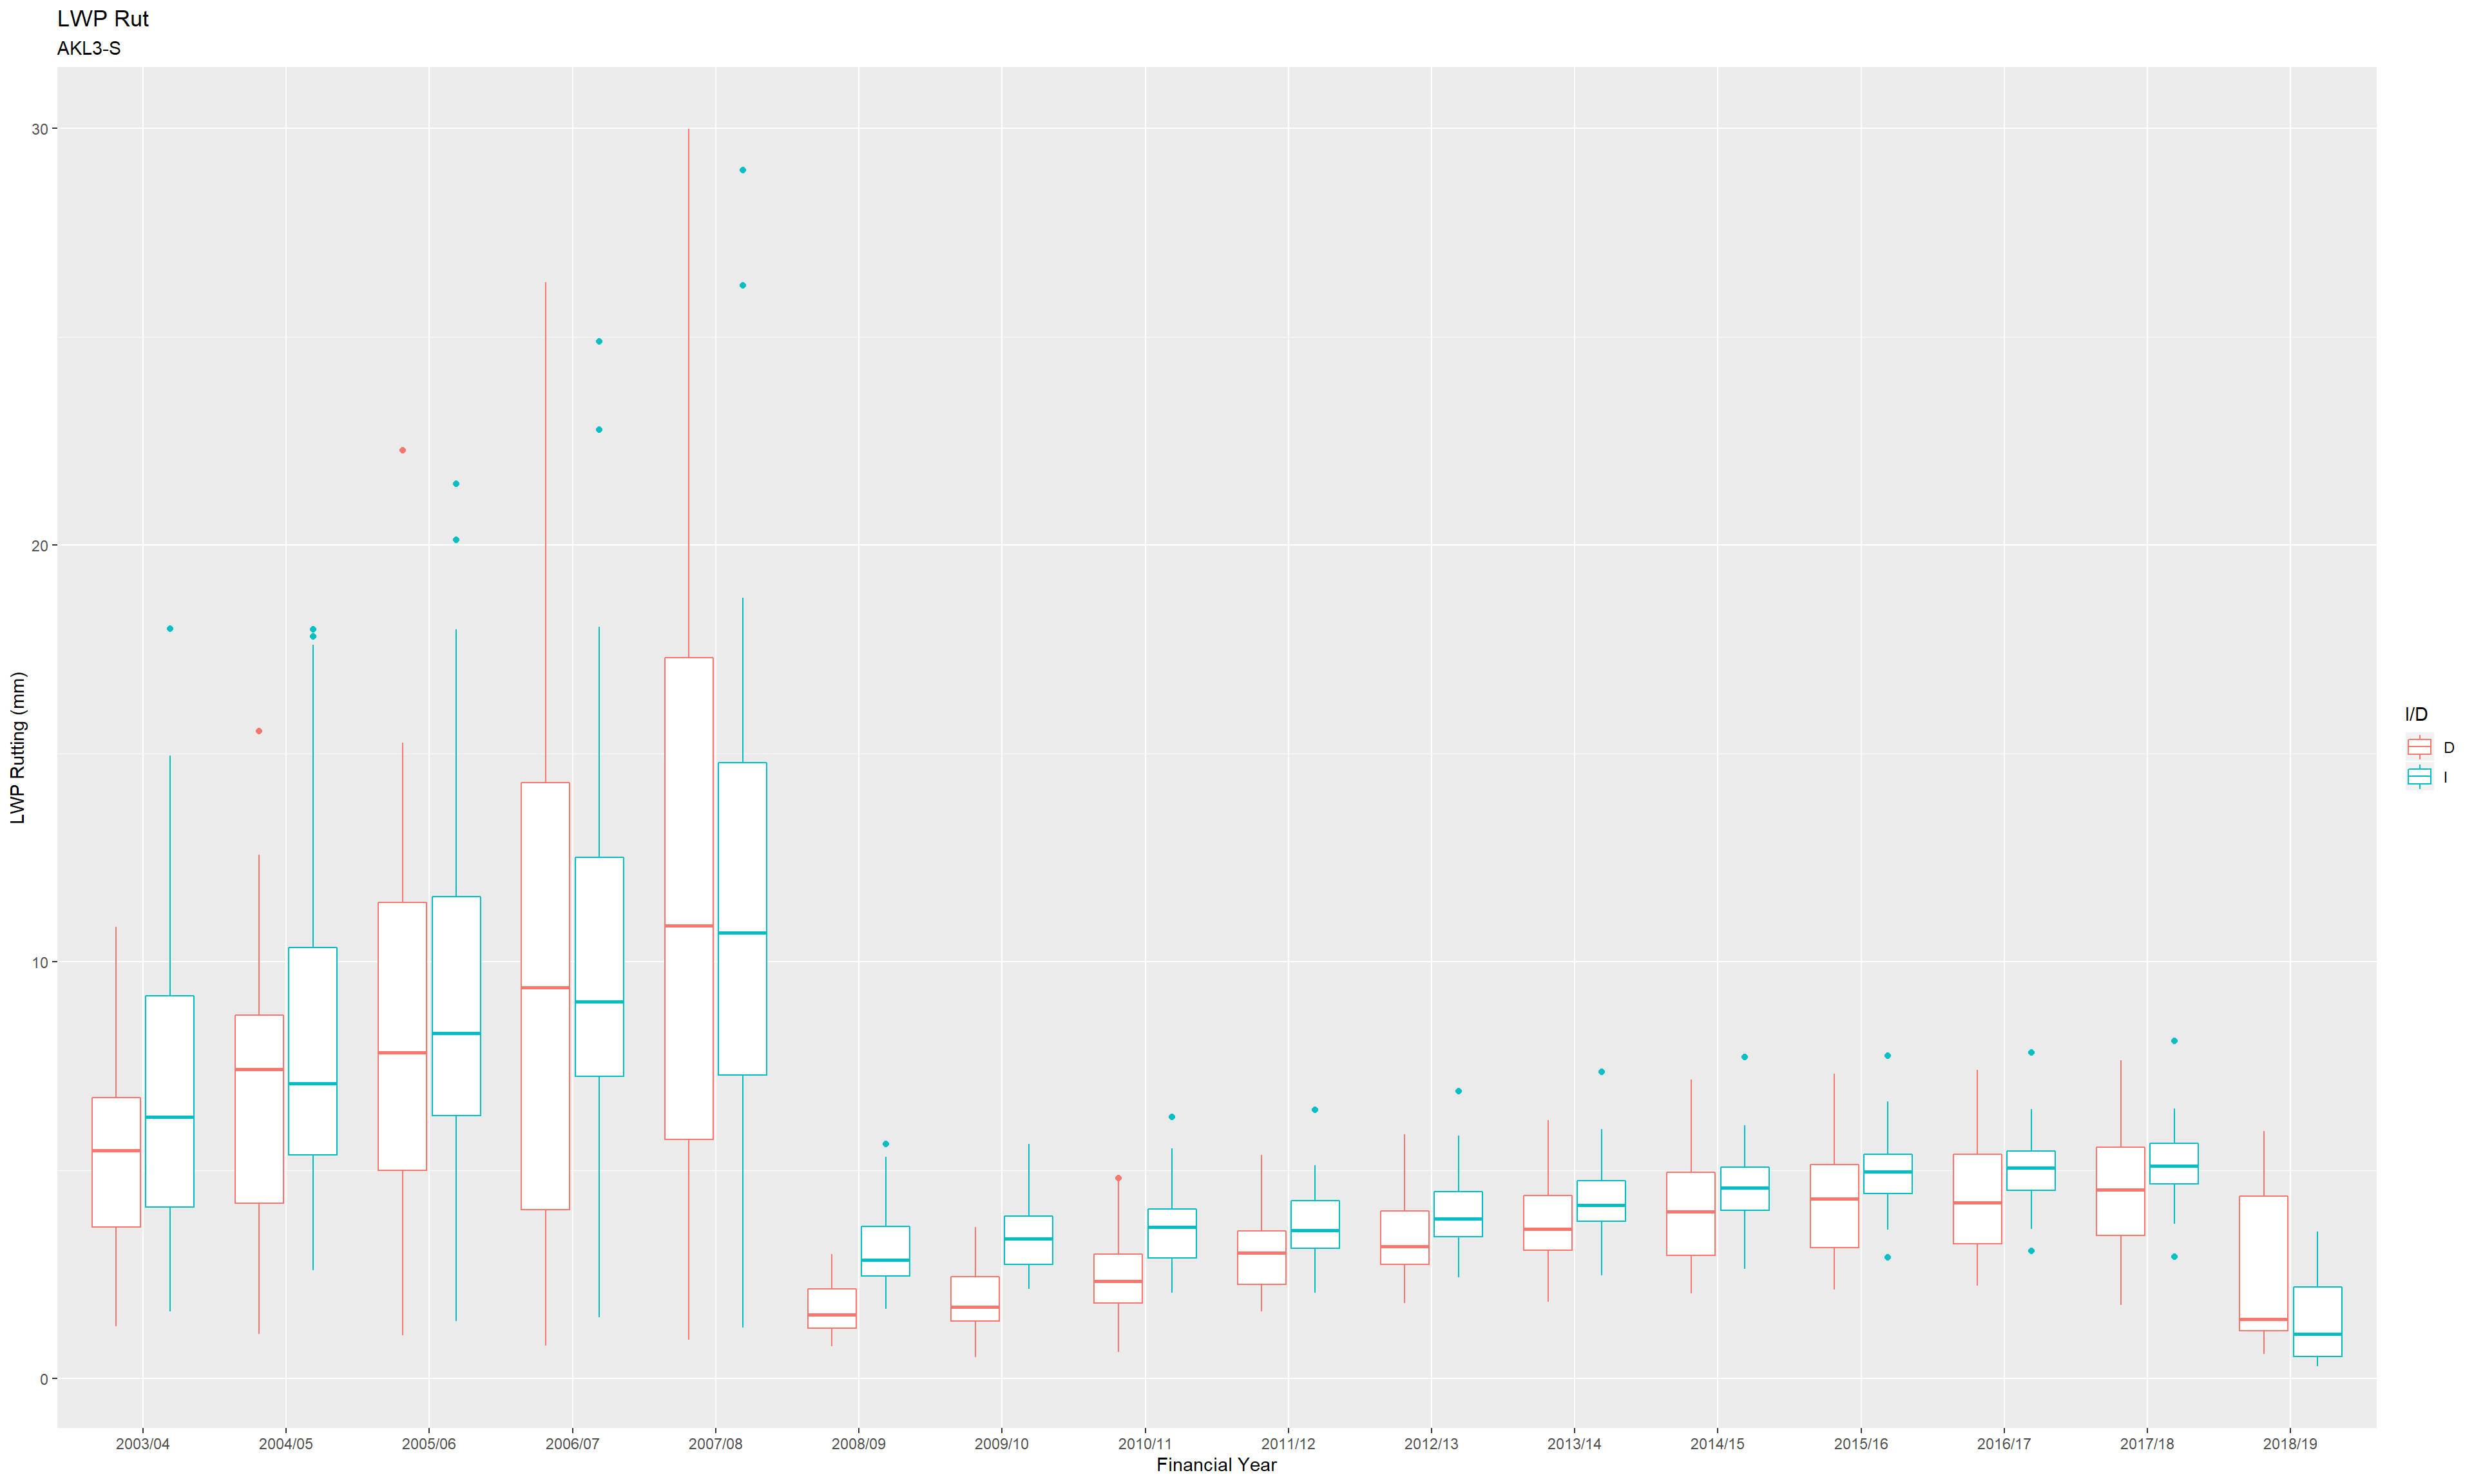 LWP Rut
AKL3-S
LWP Rutting (mm)
30
20
10
0
2003/04 2004/05 2005/06 2006/07 2007/08 2008/09 2009/10 2010/11 2011/12 2012/13 2013/14 2014/15 2015/16 2016/17 2017/18 2018/19
Financial Year
I/D
D
I